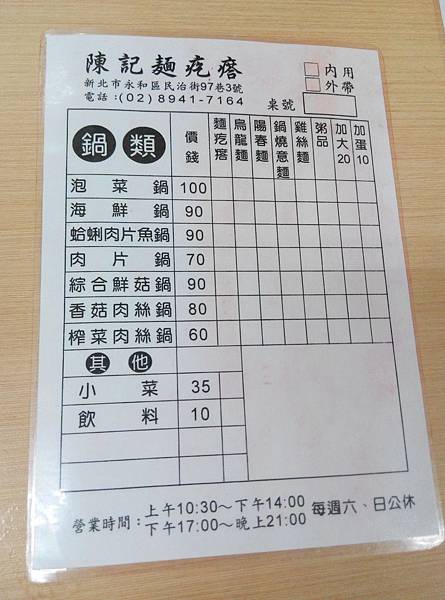 陳記麵疙瘩
新北市永和區民治街97巷3號
電話：(02) 8941-7164
內用
外帶
桌號
鍋類 價錢 麵疙瘩 烏龍麵 陽春麵 鍋燒意麵 雞絲麵 粥品 加大20 加蛋10
泡菜鍋 100
海鮮鍋 90
蛤蜊肉片魚鍋 90
肉片鍋 70
綜合鮮菇鍋 90
香菇肉絲鍋 80
榨菜肉絲鍋 60
其他
小菜 35
飲料 10
營業時間：上午10:30～下午14:00
下午17:00～晚上21:00
每週六、日公休